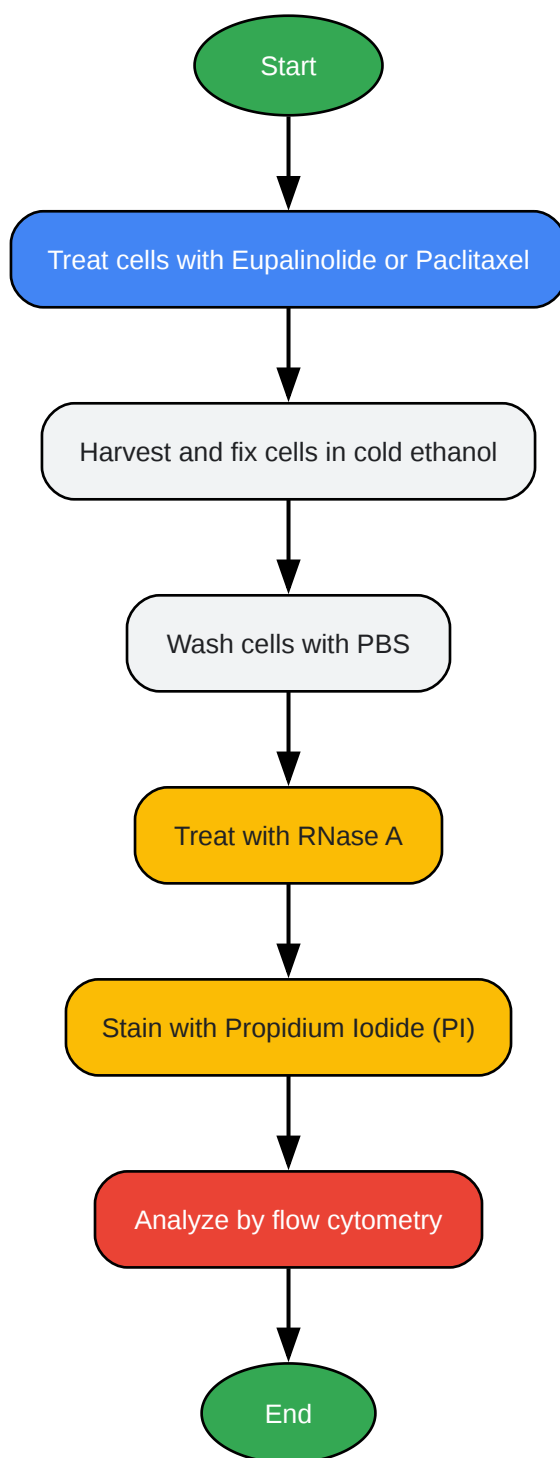 Start
Treat cells with Eupalinolide or Paclitaxel
Harvest and fix cells in cold ethanol
Wash cells with PBS
Treat with RNase A
Stain with Propidium Iodide (PI)
Analyze by flow cytometry
End